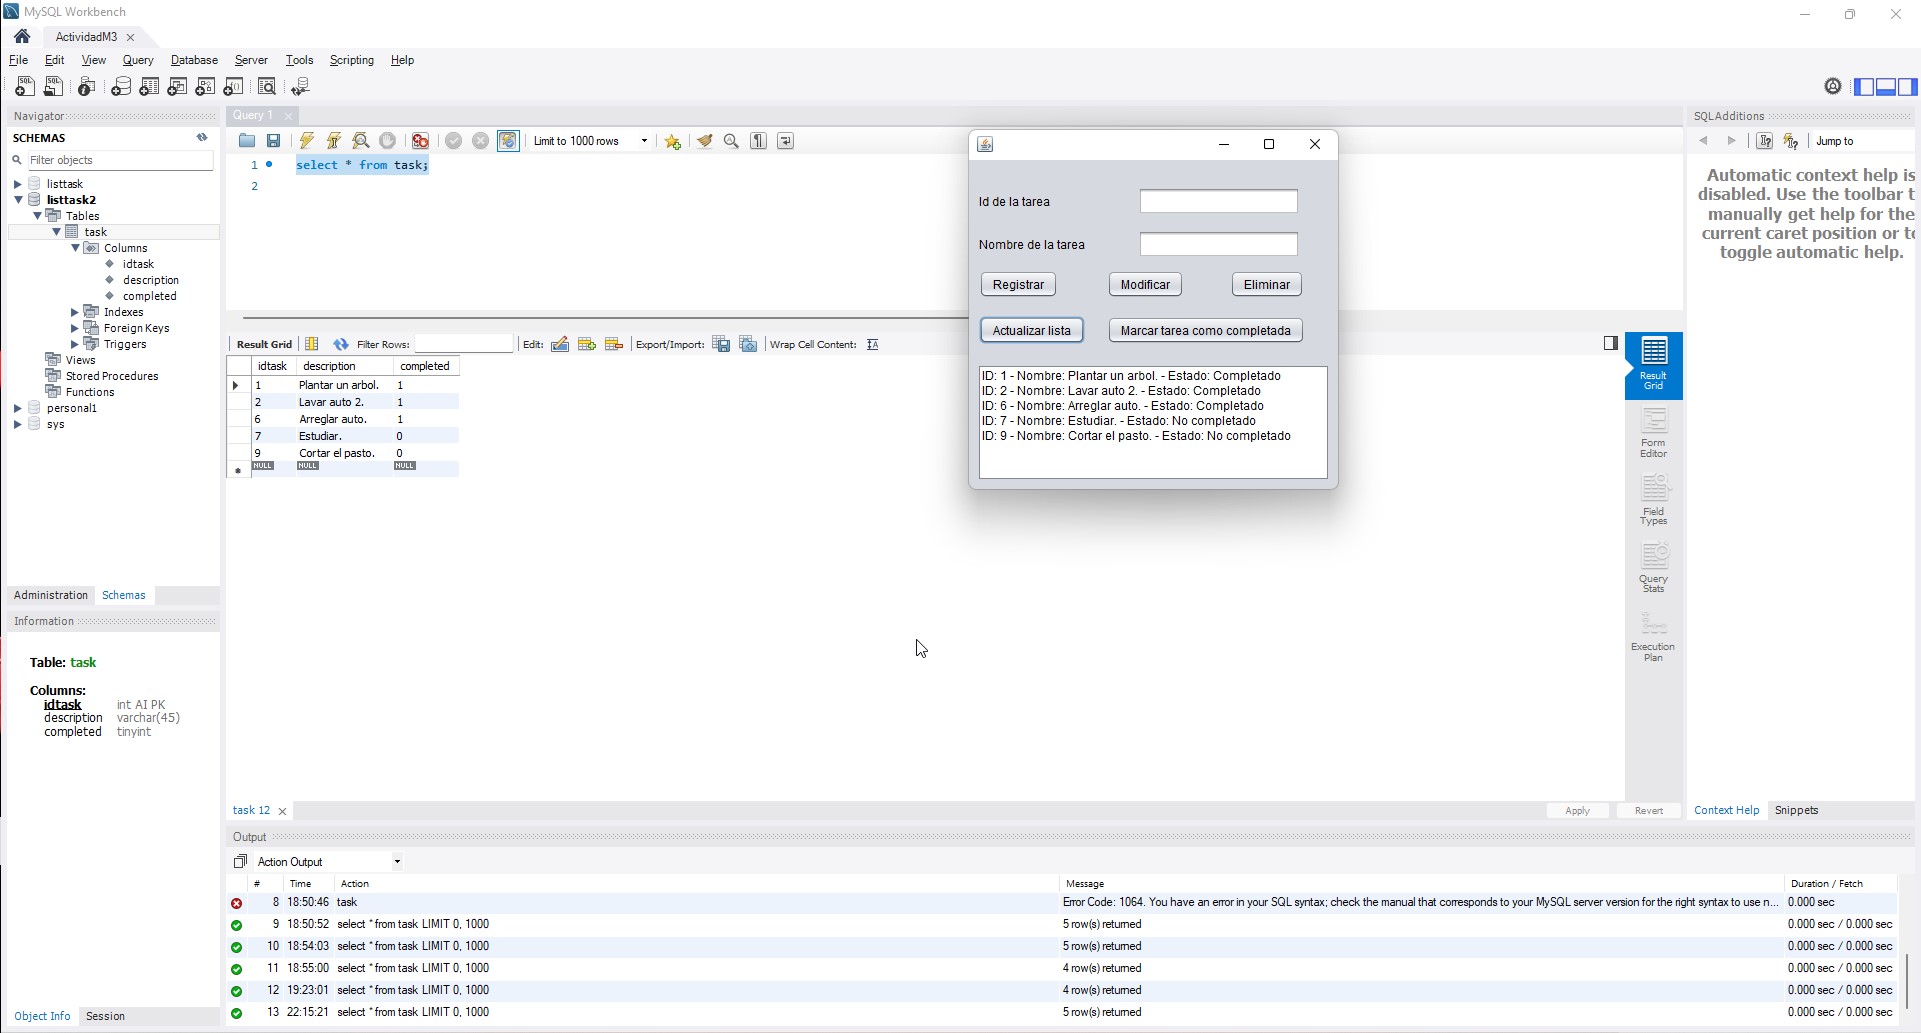 MySQL Workbench
ActividadM3
File Edit View Query Database Server Tools Scripting Help
Navigator
SCHEMAS
Filter objects
listtask
listtask2
Tables
task
Columns
idtask
description
completed
Indexes
Foreign Keys
Triggers
Views
Stored Procedures
Functions
personal1
sys
Administration Schemas
Information
Table: task
Columns:
idtask int AI PK
description varchar(45)
completed tinyint
Object Info Session
Query 1
Limit to 1000 rows
1 select * from task;
2
Result Grid Filter Rows: Edit: Export/Import: Wrap Cell Content:
idtask description completed
1 Plantar un arbol. 1
2 Lavar auto 2. 1
6 Arreglar auto. 1
7 Estudiar. 0
9 Cortar el pasto. 0
NULL NULL NULL
Id de la tarea
Nombre de la tarea
Registrar Modificar Eliminar
Actualizar lista Marcar tarea como completada
ID: 1 - Nombre: Plantar un arbol. - Estado: Completado
ID: 2 - Nombre: Lavar auto 2. - Estado: Completado
ID: 6 - Nombre: Arreglar auto. - Estado: Completado
ID: 7 - Nombre: Estudiar. - Estado: No completado
ID: 9 - Nombre: Cortar el pasto. - Estado: No completado
Result
Grid
Form
Editor
Field
Types
Query
Stats
Execution
Plan
task 12
Apply Revert
SQLAdditions
Jump to
Automatic context help is
disabled. Use the toolbar t
manually get help for the
current caret position or to
toggle automatic help.
Context Help Snippets
Output
Action Output
# Time Action Message Duration / Fetch
8 18:50:46 task Error Code: 1064. You have an error in your SQL syntax; check the manual that corresponds to your MySQL server version for the right syntax to use n... 0.000 sec
9 18:50:52 select * from task LIMIT 0, 1000 5 row(s) returned 0.000 sec / 0.000 sec
10 18:54:03 select * from task LIMIT 0, 1000 5 row(s) returned 0.000 sec / 0.000 sec
11 18:55:00 select * from task LIMIT 0, 1000 4 row(s) returned 0.000 sec / 0.000 sec
12 19:23:01 select * from task LIMIT 0, 1000 4 row(s) returned 0.000 sec / 0.000 sec
13 22:15:21 select * from task LIMIT 0, 1000 5 row(s) returned 0.000 sec / 0.000 sec